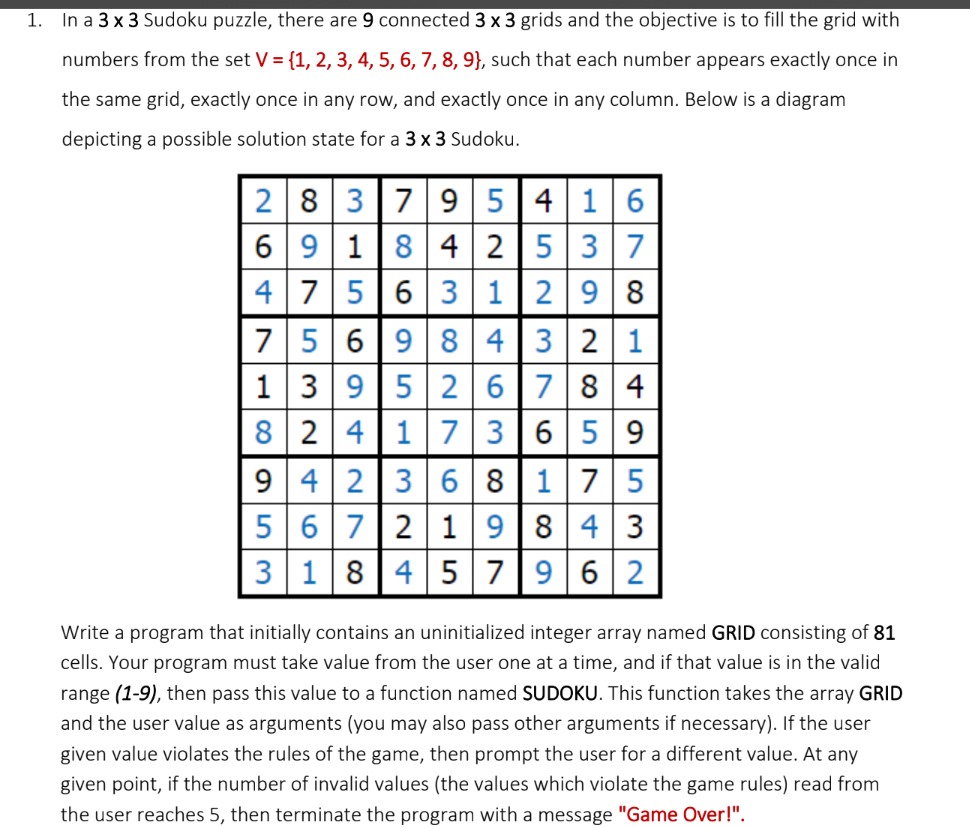 1. In a 3 x 3 Sudoku puzzle, there are 9 connected 3 x 3 grids and the objective is to fill the grid with
numbers from the set V = {1, 2, 3, 4, 5, 6, 7, 8, 9}, such that each number appears exactly once in
the same grid, exactly once in any row, and exactly once in any column. Below is a diagram
depicting a possible solution state for a 3 x 3 Sudoku.
2 8 3 7 9 5 4 1 6
6 9 1 8 4 2 5 3 7
4 7 5 6 3 1 2 9 8
7 5 6 9 8 4 3 2 1
1 3 9 5 2 6 7 8 4
8 2 4 1 7 3 6 5 9
9 4 2 3 6 8 1 7 5
5 6 7 2 1 9 8 4 3
3 1 8 4 5 7 9 6 2
Write a program that initially contains an uninitialized integer array named GRID consisting of 81
cells. Your program must take value from the user one at a time, and if that value is in the valid
range (1-9), then pass this value to a function named SUDOKU. This function takes the array GRID
and the user value as arguments (you may also pass other arguments if necessary). If the user
given value violates the rules of the game, then prompt the user for a different value. At any
given point, if the number of invalid values (the values which violate the game rules) read from
the user reaches 5, then terminate the program with a message "Game Over!".